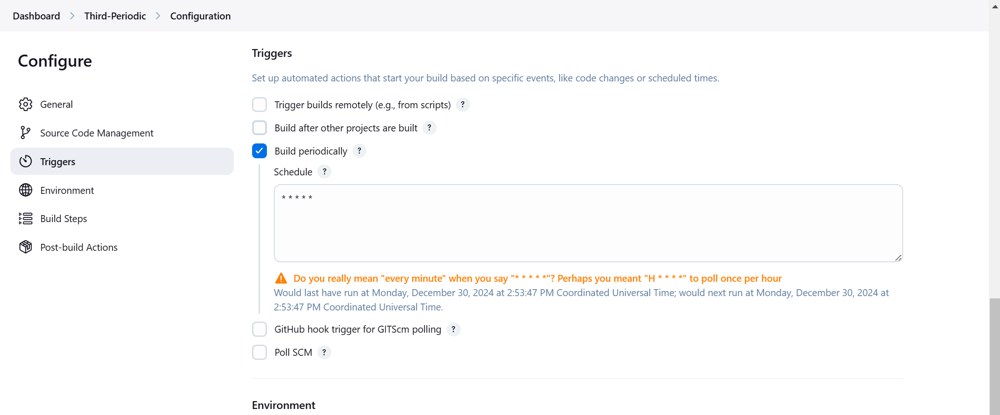 Dashboard > Third-Periodic > Configuration
Configure
General
Source Code Management
Triggers
Environment
Build Steps
Post-build Actions
Triggers
Set up automated actions that start your build based on specific events, like code changes or scheduled times.
Trigger builds remotely (e.g., from scripts) ?
Build after other projects are built ?
Build periodically ?
Schedule ?
* * * * *
Do you really mean "every minute" when you say "* * * * *"? Perhaps you meant "H * * * *" to poll once per hour
Would last have run at Monday, December 30, 2024 at 2:53:47 PM Coordinated Universal Time; would next run at Monday, December 30, 2024 at
2:53:47 PM Coordinated Universal Time.
GitHub hook trigger for GITScm polling ?
Poll SCM ?
Environment